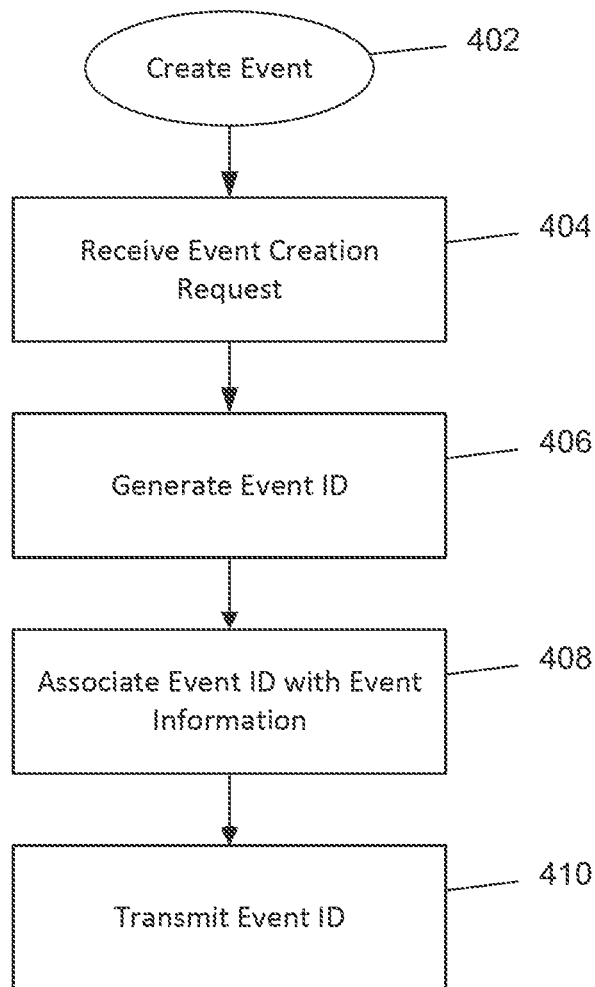 Create Event
402
Receive Event Creation
Request
404
Generate Event ID
406
Associate Event ID with Event
Information
408
Transmit Event ID
410